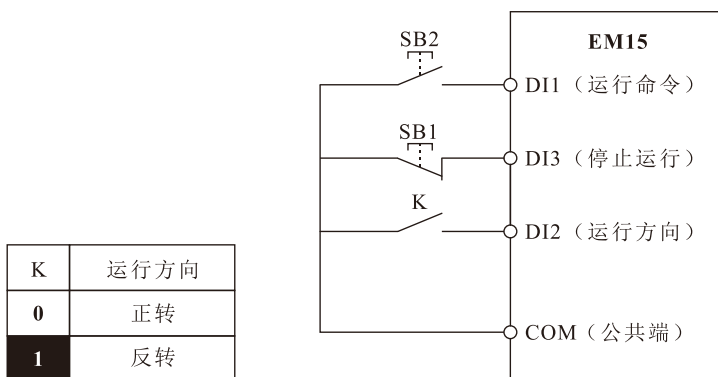 EM15
SB2
DI1（运行命令）
SB1
DI3（停止运行）
K
DI2（运行方向）
COM（公共端）
K 运行方向
0 正转
1 反转